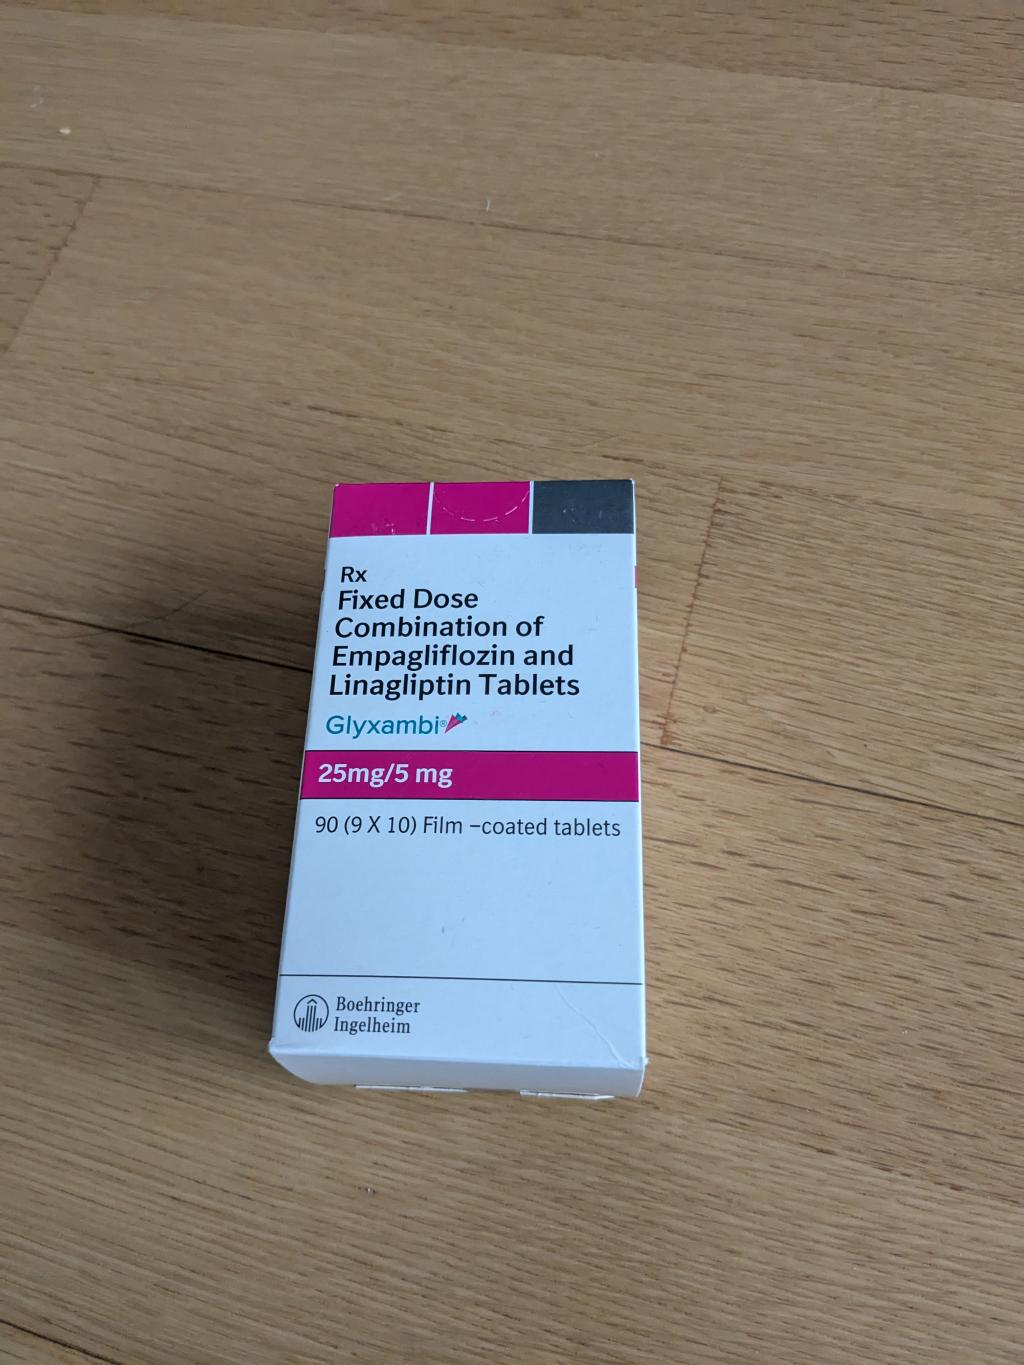 Rx
Fixed Dose
Combination of
Empagliflozin and
Linagliptin Tablets
Glyxambi®
25mg/5 mg
90 (9 X 10) Film –coated tablets
Boehringer
Ingelheim